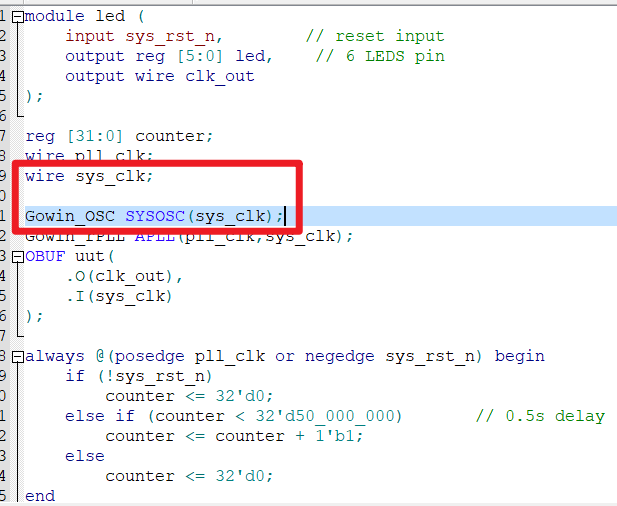 1 module led (
2 input sys_rst_n, // reset input
3 output reg [5:0] led, // 6 LEDS pin
4 output wire clk_out
5 );
6
7 reg [31:0] counter;
8 wire pll_clk;
9 wire sys_clk;
0
1 Gowin_OSC SYSOSC(sys_clk);
2 Gowin_rPLL APLL(pll_clk,sys_clk);
3 OBUF uut(
4 .O(clk_out),
5 .I(sys_clk)
6 );
7
8 always @(posedge pll_clk or negedge sys_rst_n) begin
9 if (!sys_rst_n)
0 counter <= 32'd0;
1 else if (counter < 32'd50_000_000) // 0.5s delay
2 counter <= counter + 1'b1;
3 else
4 counter <= 32'd0;
5 end